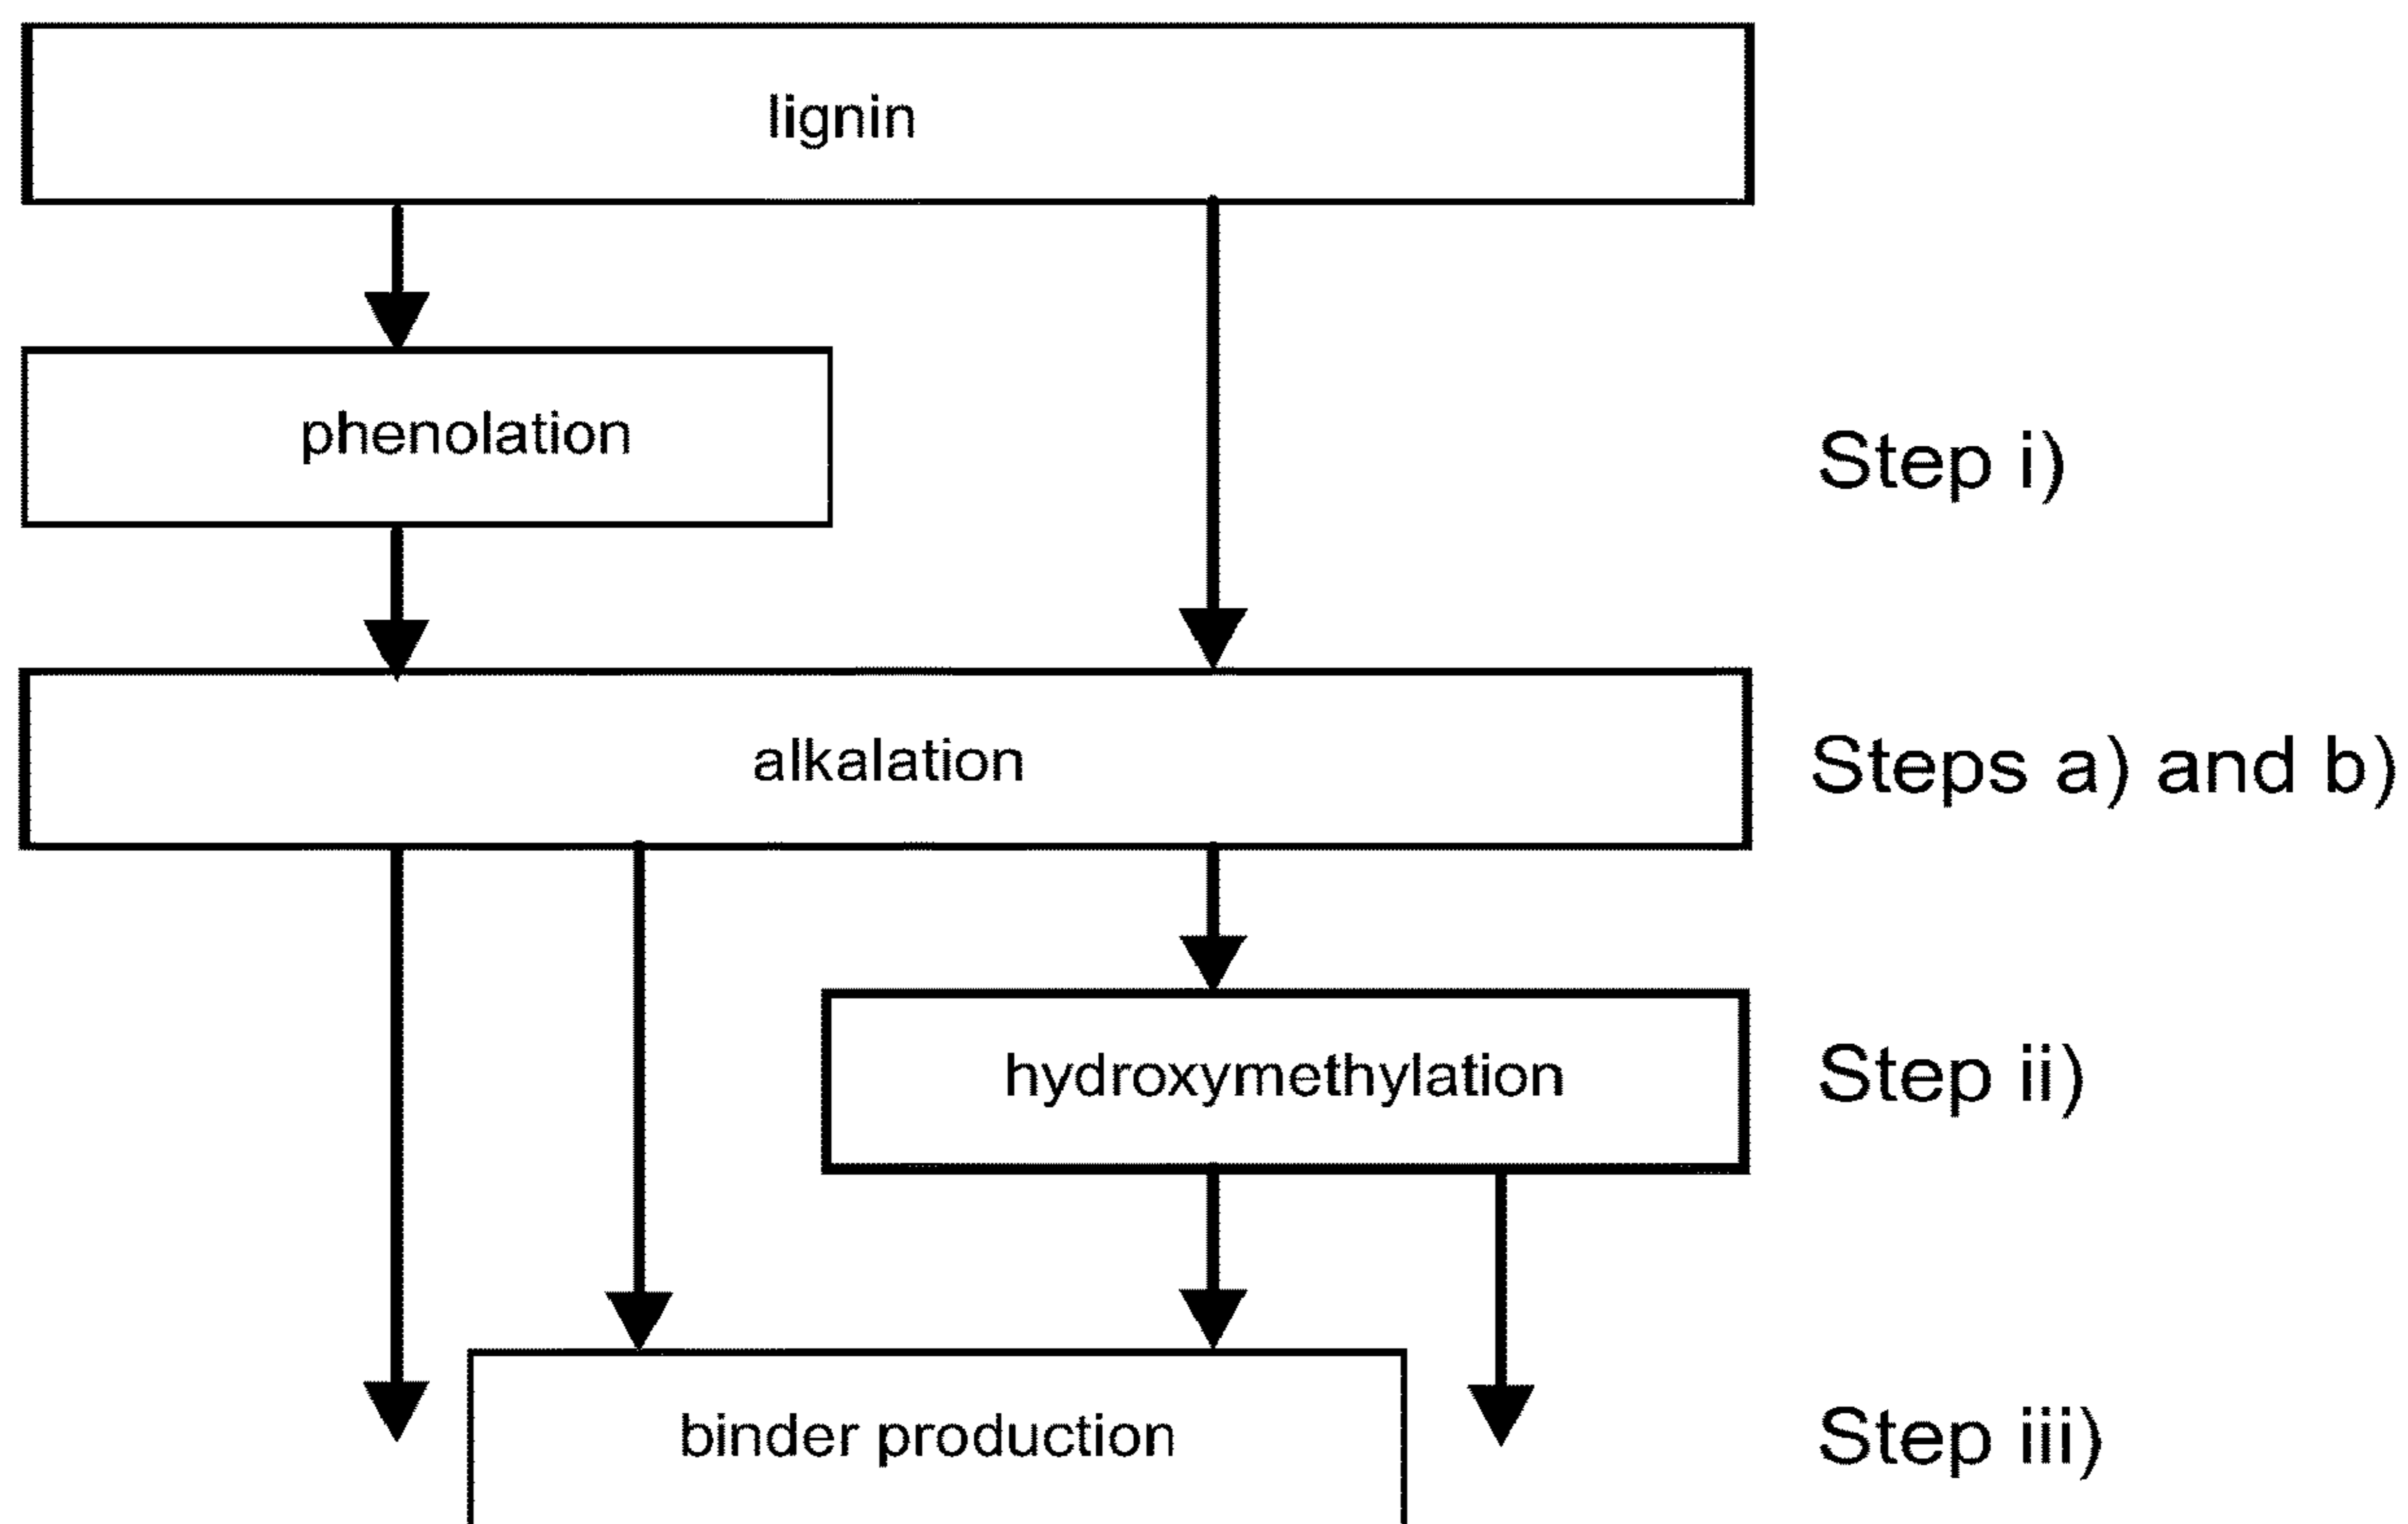 lignin
phenolation
Step i)
alkalation
Steps a) and b)
hydroxymethylation
Step ii)
binder production
Step iii)